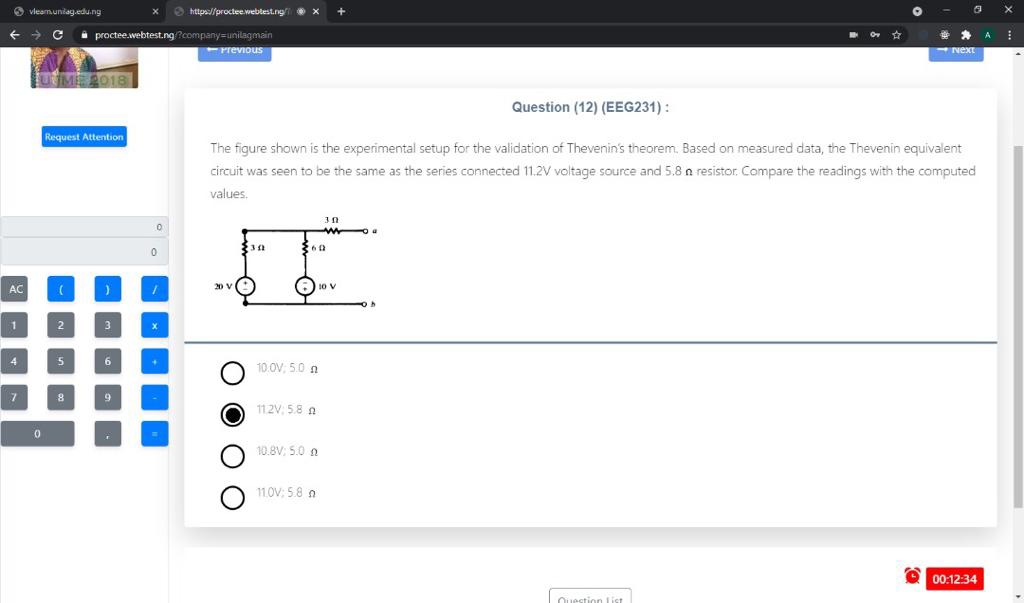 vlearn.unilag.edu.ng
https://proctee.webtest.ng/
proctee.webtest.ng/?company=unilagmain
A
← Previous
→ Next
UTME 2018
Request Attention
Question (12) (EEG231) :
The figure shown is the experimental setup for the validation of Thevenin's theorem. Based on measured data, the Thevenin equivalent
circuit was seen to be the same as the series connected 11.2V voltage source and 5.8 Ω resistor. Compare the readings with the computed
values.
3 Ω
a
3 Ω
6 Ω
20 V
10 V
b
0
0
AC ( ) /
1 2 3 x
4 5 6 +
7 8 9 -
0 , =
10.0V; 5.0 Ω
11.2V; 5.8 Ω
10.8V; 5.0 Ω
11.0V; 5.8 Ω
00:12:34
Question List